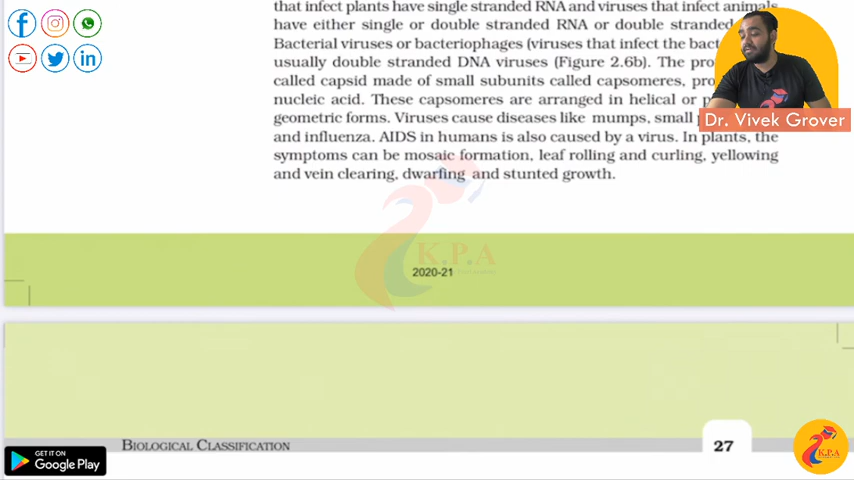 that infect plants have single stranded RNA and viruses that infect animals
have either single or double stranded RNA or double stranded
Bacterial viruses or bacteriophages (viruses that infect the
usually double stranded DNA viruses (Figure 2.6b). The
called capsid made of small subunits called capsomeres,
nucleic acid. These capsomeres are arranged in helical or
geometric forms. Viruses cause diseases like mumps, small
and influenza. AIDS in humans is also caused by a virus. In plants, the
symptoms can be mosaic formation, leaf rolling and curling, yellowing
and vein clearing, dwarfing and stunted growth.
Dr. Vivek Grover
K.P.A
2020-21
BIOLOGICAL CLASSIFICATION
27
GET IT ON
Google Play
K.P.A